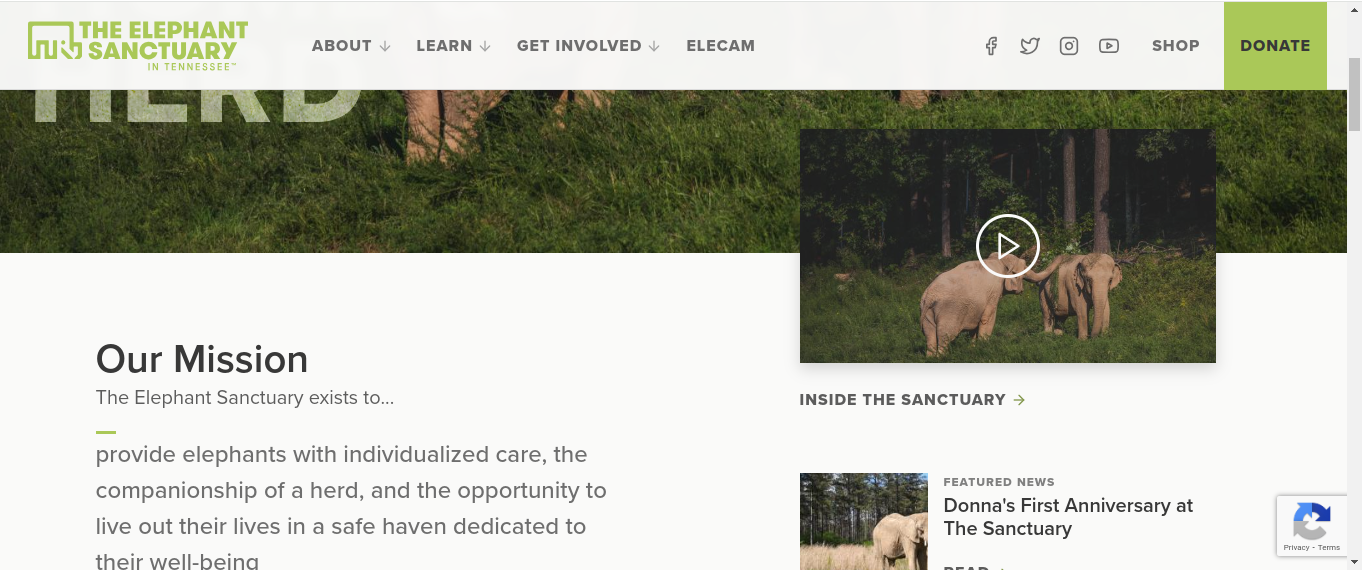 THE ELEPHANT
SANCTUARY
IN TENNESSEE™
ABOUT
LEARN
GET INVOLVED
ELECAM
SHOP
DONATE
HERD
Our Mission
The Elephant Sanctuary exists to...
provide elephants with individualized care, the
companionship of a herd, and the opportunity to
live out their lives in a safe haven dedicated to
their well-being
INSIDE THE SANCTUARY
FEATURED NEWS
Donna's First Anniversary at
The Sanctuary
READ
Privacy - Terms